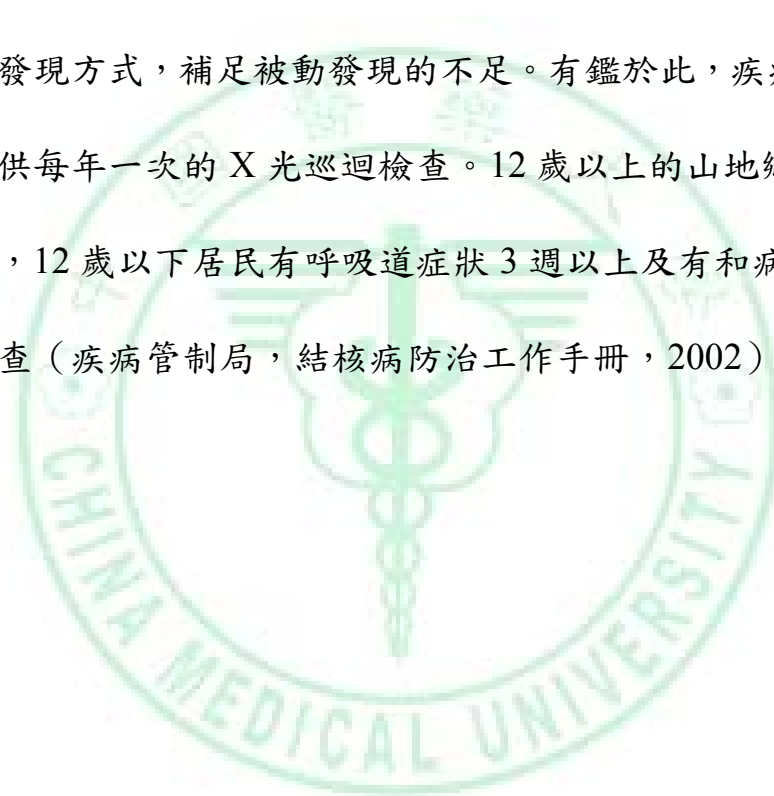 發現方式，補足被動發現的不足。有鑑於此，疾
供每年一次的 X 光巡迴檢查。12 歲以上的山地
，12 歲以下居民有呼吸道症狀 3 週以上及有和病
查（疾病管制局，結核病防治工作手冊，2002）
CHINA MEDICAL UNIVERSITY